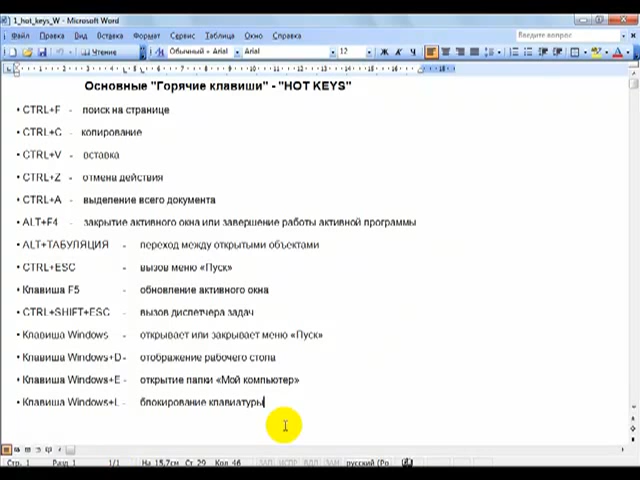 1_hot_keys_W - Microsoft Word
Файл Правка Вид Вставка Формат Сервис Таблица Окно Справка Введите вопрос
Чтение Обычный + Arial Arial 12 Ж К Ч
Основные "Горячие клавиши" - "HOT KEYS"
• CTRL+F - поиск на странице
• CTRL+C - копирование
• CTRL+V - вставка
• CTRL+Z - отмена действия
• CTRL+A - выделение всего документа
• ALT+F4 - закрытие активного окна или завершение работы активной программы
• ALT+ТАБУЛЯЦИЯ - переход между открытыми объектами
• CTRL+ESC - вызов меню «Пуск»
• Клавиша F5 - обновление активного окна
• CTRL+SHIFT+ESC - вызов диспетчера задач
• Клавиша Windows - открывает или закрывает меню «Пуск»
• Клавиша Windows+D - отображение рабочего стола
• Клавиша Windows+E - открытие папки «Мой компьютер»
• Клавиша Windows+L - блокирование клавиатуры
Стр. 1 Разд 1 1/1 На 15,7см Ст 29 Кол 46 ЗАП ИСПР ВДЛ ЗАМ русский (Ро